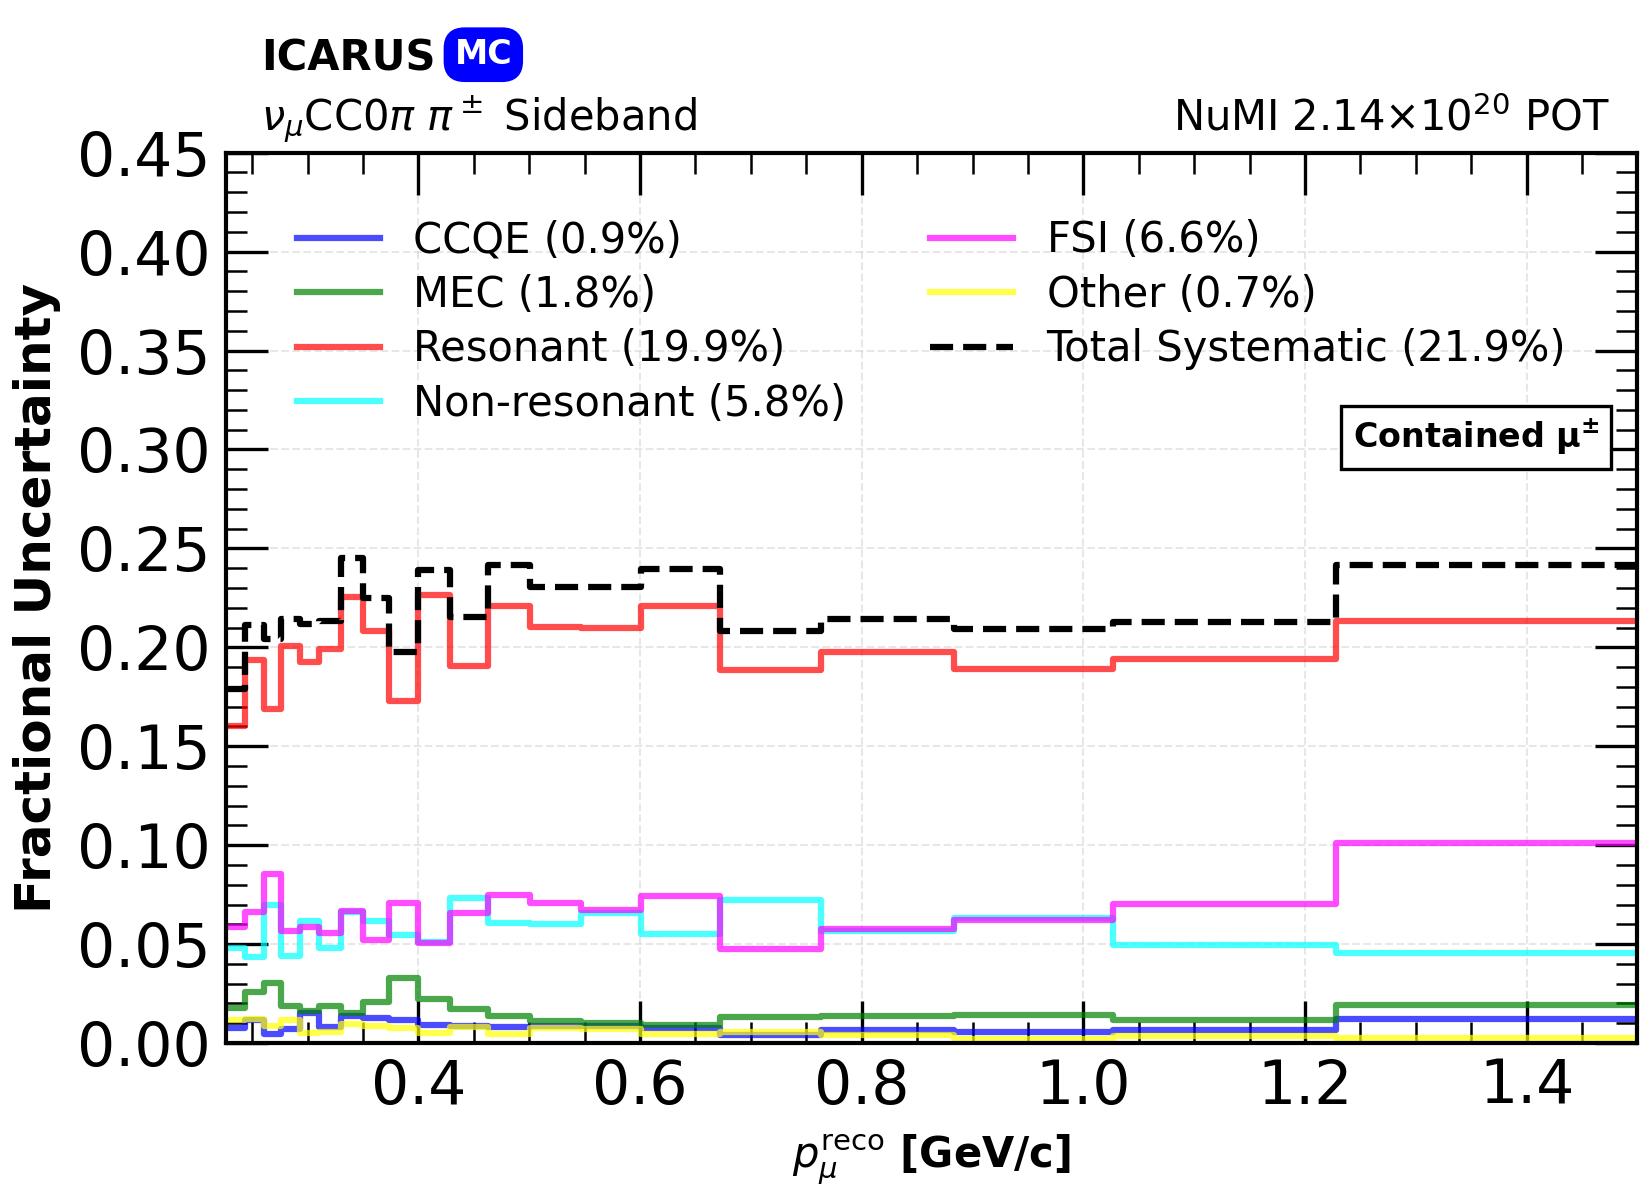 ICARUS MC
νμCC0π π± Sideband
NuMI 2.14×10²⁰ POT
0.45
0.40
0.35
0.30
0.25
0.20
0.15
0.10
0.05
0.00
Fractional Uncertainty
CCQE (0.9%)
MEC (1.8%)
Resonant (19.9%)
Non-resonant (5.8%)
FSI (6.6%)
Other (0.7%)
Total Systematic (21.9%)
Contained μ±
0.4 0.6 0.8 1.0 1.2 1.4
pμ^reco [GeV/c]